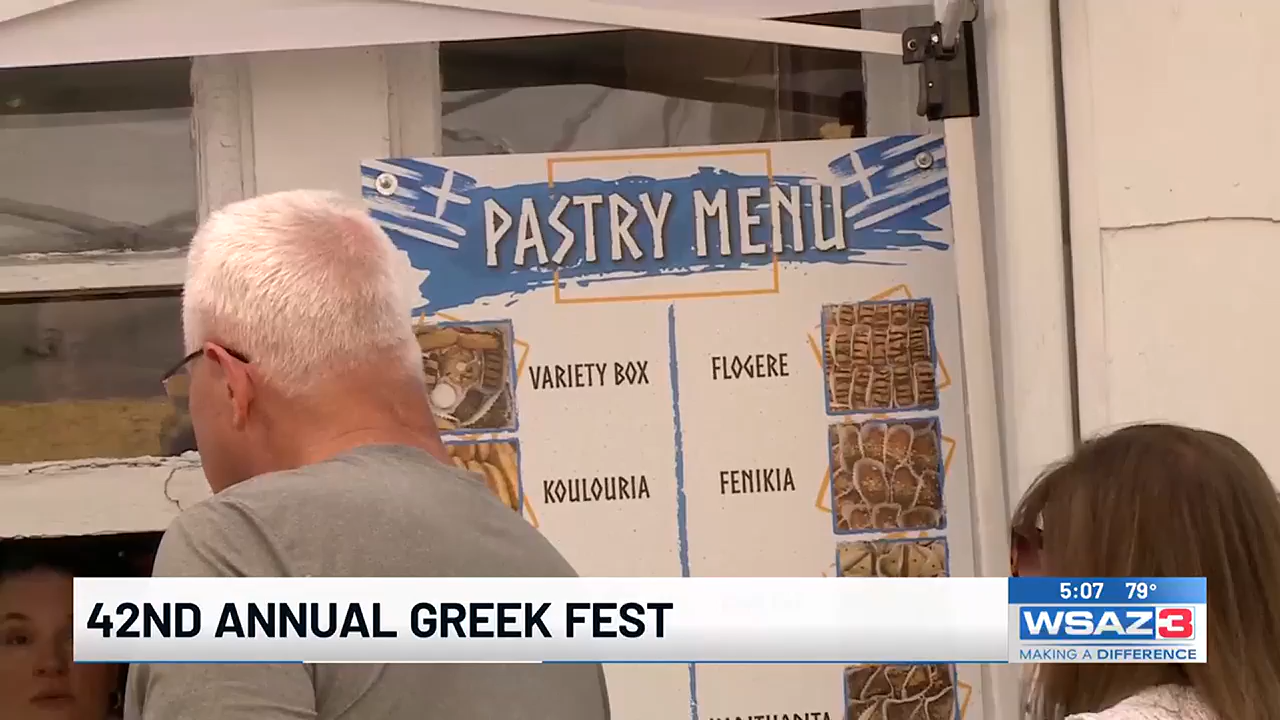 PASTRY MENU
VARIETY BOX
FLOGERE
KOULOURIA
FENIKIA
42ND ANNUAL GREEK FEST
5:07 79°
WSAZ3
MAKING A DIFFERENCE